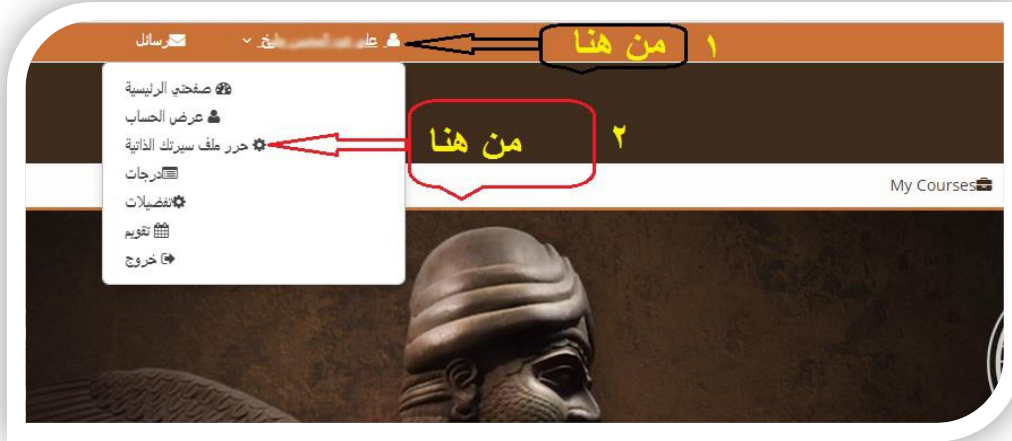 ١ من هنا
علي خ
رسائل
صفحتي الرئيسية
عرض الحساب
حرر ملف سيرتك الذاتية
درجات
تفضيلات
تقويم
خروج
٢ من هنا
My Courses